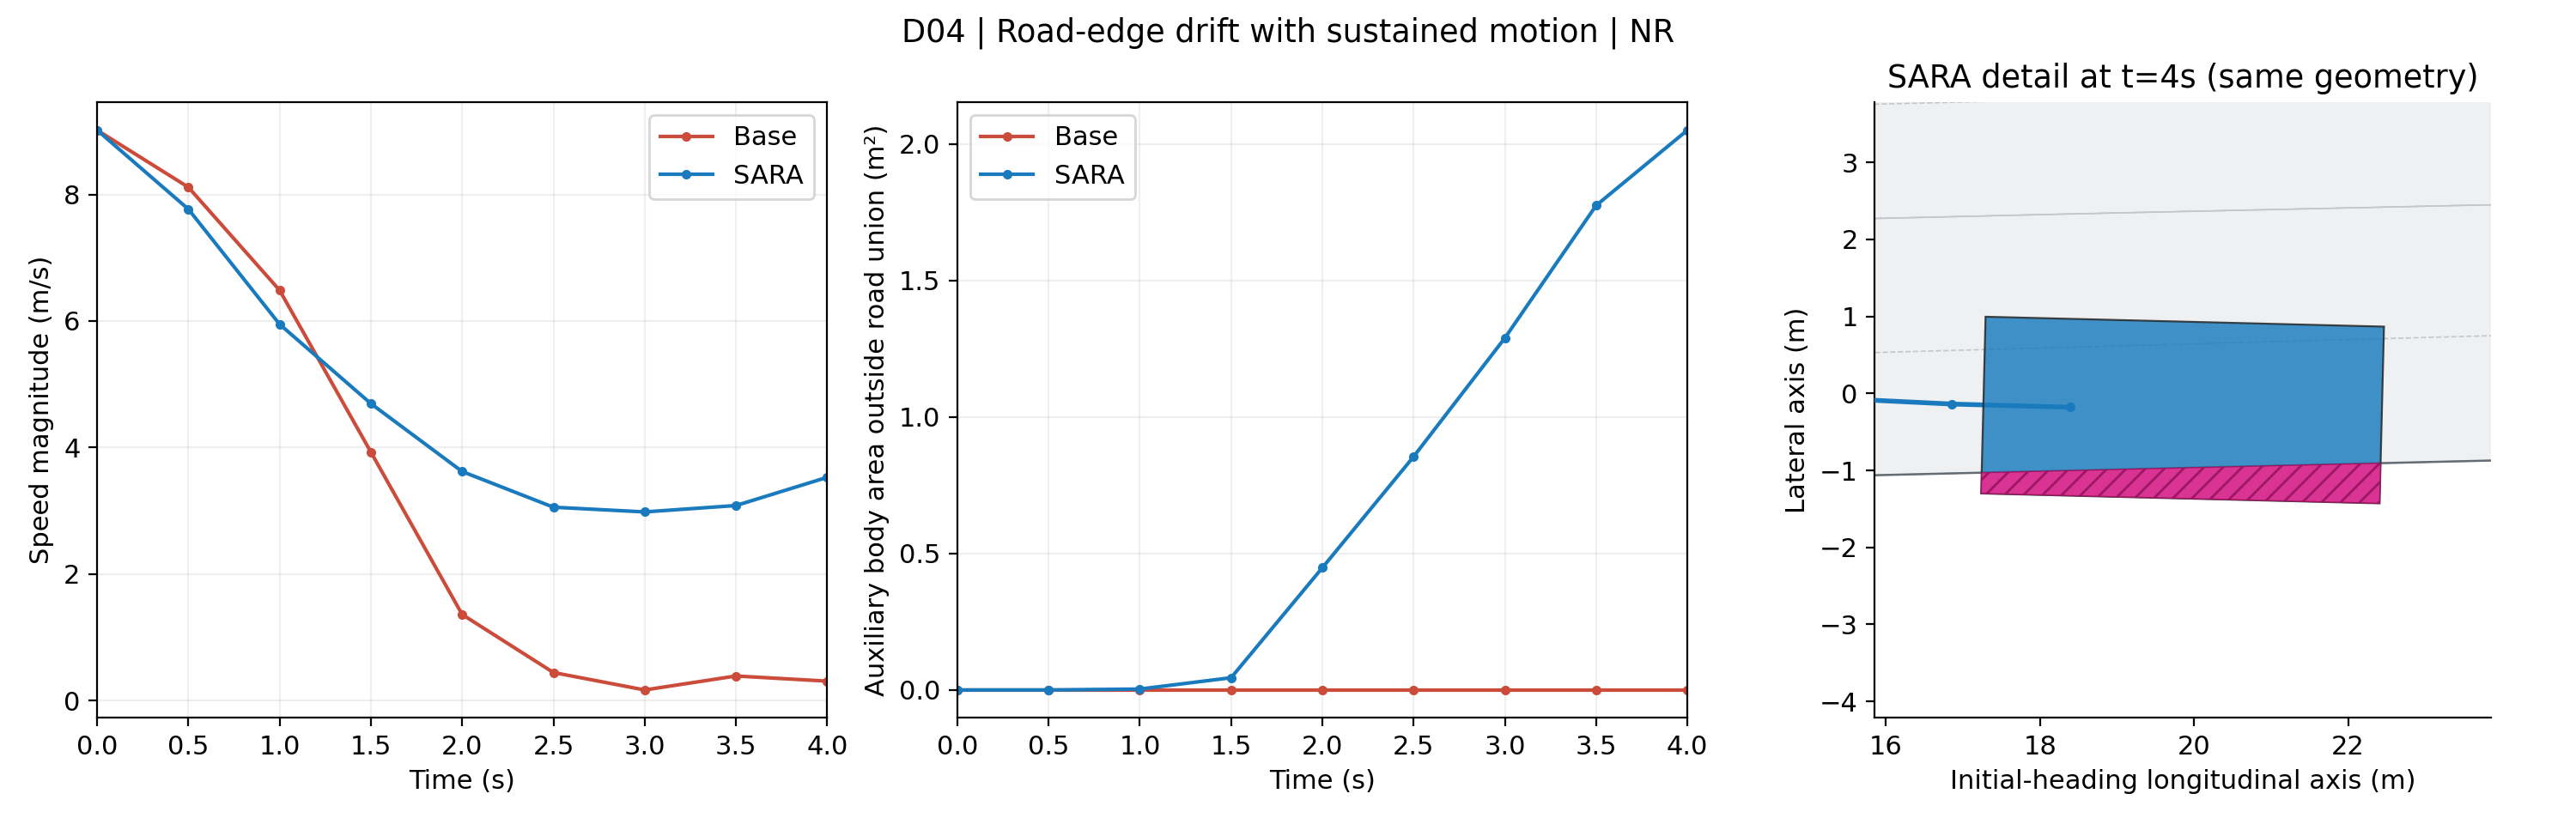 D04 | Road-edge drift with sustained motion | NR
Speed magnitude (m/s)
8
6
4
2
0
0.0 0.5 1.0 1.5 2.0 2.5 3.0 3.5 4.0
Time (s)
Base
SARA
Auxiliary body area outside road union (m²)
2.0
1.5
1.0
0.5
0.0
0.0 0.5 1.0 1.5 2.0 2.5 3.0 3.5 4.0
Time (s)
Base
SARA
SARA detail at t=4s (same geometry)
Lateral axis (m)
3
2
1
0
−1
−2
−3
−4
16 18 20 22
Initial-heading longitudinal axis (m)